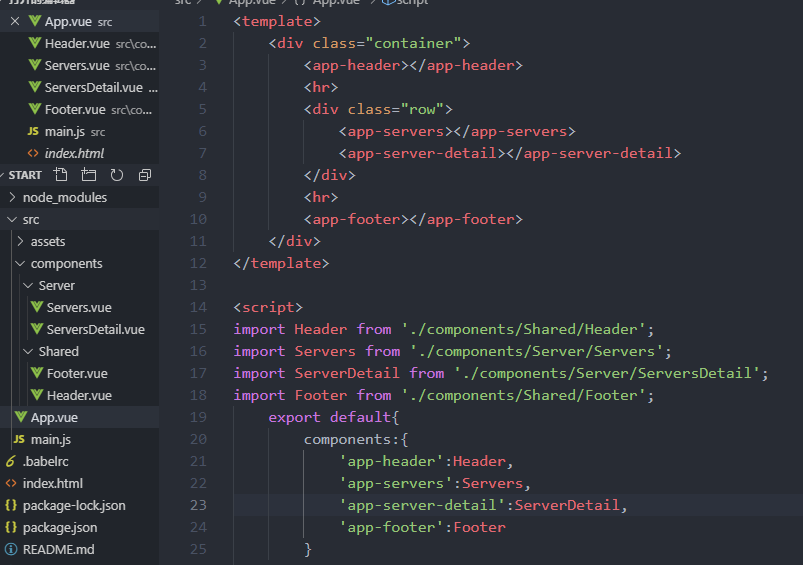 App.vue src
Header.vue src\co...
Servers.vue src\co...
ServersDetail.vue ...
Footer.vue src\co...
JS main.js src
<> index.html
START
node_modules
src
assets
components
Server
Servers.vue
ServersDetail.vue
Shared
Footer.vue
Header.vue
App.vue
JS main.js
.babelrc
<> index.html
{} package-lock.json
{} package.json
README.md
src > App.vue > {} App.vue > script
1 <template>
2 <div class="container">
3 <app-header></app-header>
4 <hr>
5 <div class="row">
6 <app-servers></app-servers>
7 <app-server-detail></app-server-detail>
8 </div>
9 <hr>
10 <app-footer></app-footer>
11 </div>
12 </template>
13
14 <script>
15 import Header from './components/Shared/Header';
16 import Servers from './components/Server/Servers';
17 import ServerDetail from './components/Server/ServersDetail';
18 import Footer from './components/Shared/Footer';
19 export default{
20 components:{
21 'app-header':Header,
22 'app-servers':Servers,
23 'app-server-detail':ServerDetail,
24 'app-footer':Footer
25 }